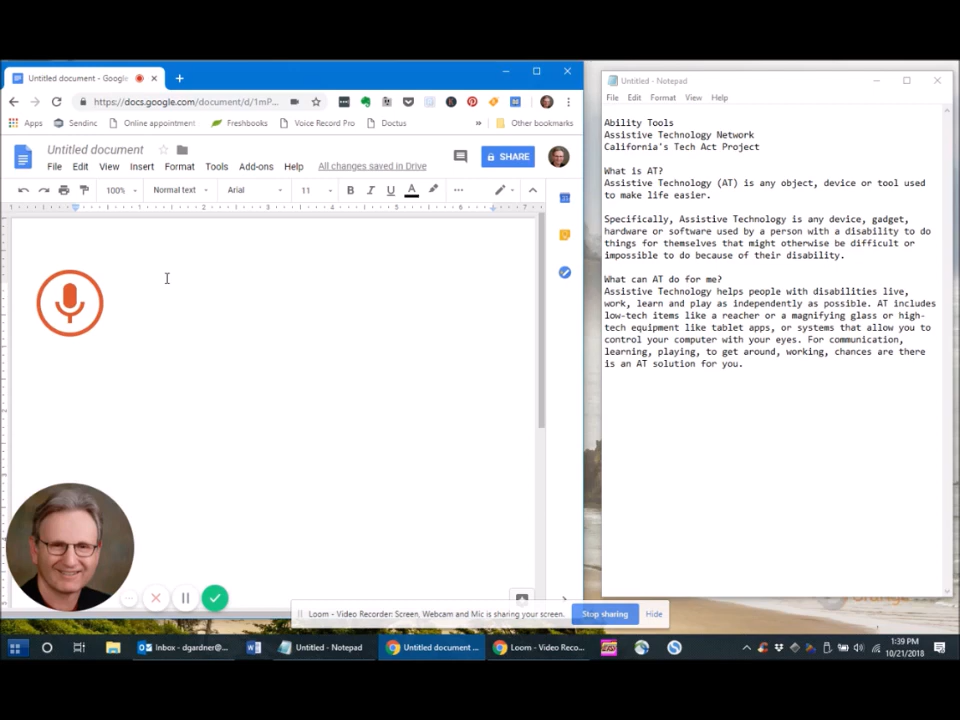 Untitled document - Google
https://docs.google.com/document/d/1mP...
Apps
Sendinc
Online appointment
Freshbooks
Voice Record Pro
Doctus
»
Other bookmarks
Untitled document
File Edit View Insert Format Tools Add-ons Help All changes saved in Drive
SHARE
100% Normal text Arial 11 B I U A
1 1 2 3 4 5 6 7
Untitled - Notepad
File Edit Format View Help
Ability Tools
Assistive Technology Network
California's Tech Act Project
What is AT?
Assistive Technology (AT) is any object, device or tool used
to make life easier.
Specifically, Assistive Technology is any device, gadget,
hardware or software used by a person with a disability to do
things for themselves that might otherwise be difficult or
impossible to do because of their disability.
What can AT do for me?
Assistive Technology helps people with disabilities live,
work, learn and play as independently as possible. AT includes
low-tech items like a reacher or a magnifying glass or high-
tech equipment like tablet apps, or systems that allow you to
control your computer with your eyes. For communication,
learning, playing, to get around, working, chances are there
is an AT solution for you.
Loom - Video Recorder: Screen, Webcam and Mic is sharing your screen.
Stop sharing
Hide
Inbox - dgardner@...
Untitled - Notepad
Untitled document ...
Loom - Video Reco...
1:39 PM
10/21/2018